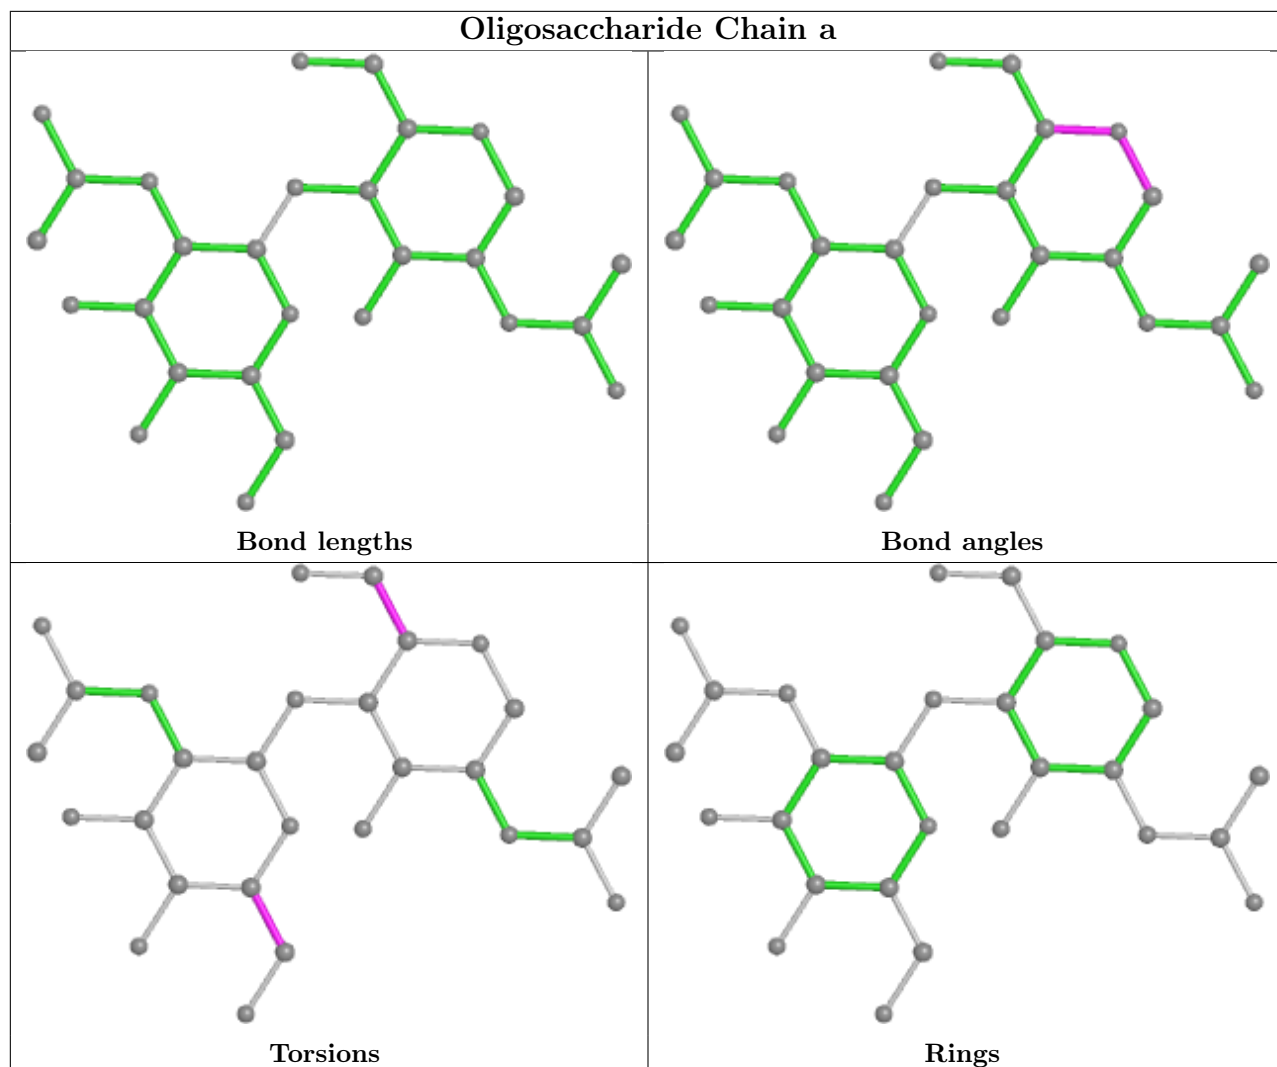 Oligosaccharide Chain a
Bond lengths
Bond angles
Torsions
Rings